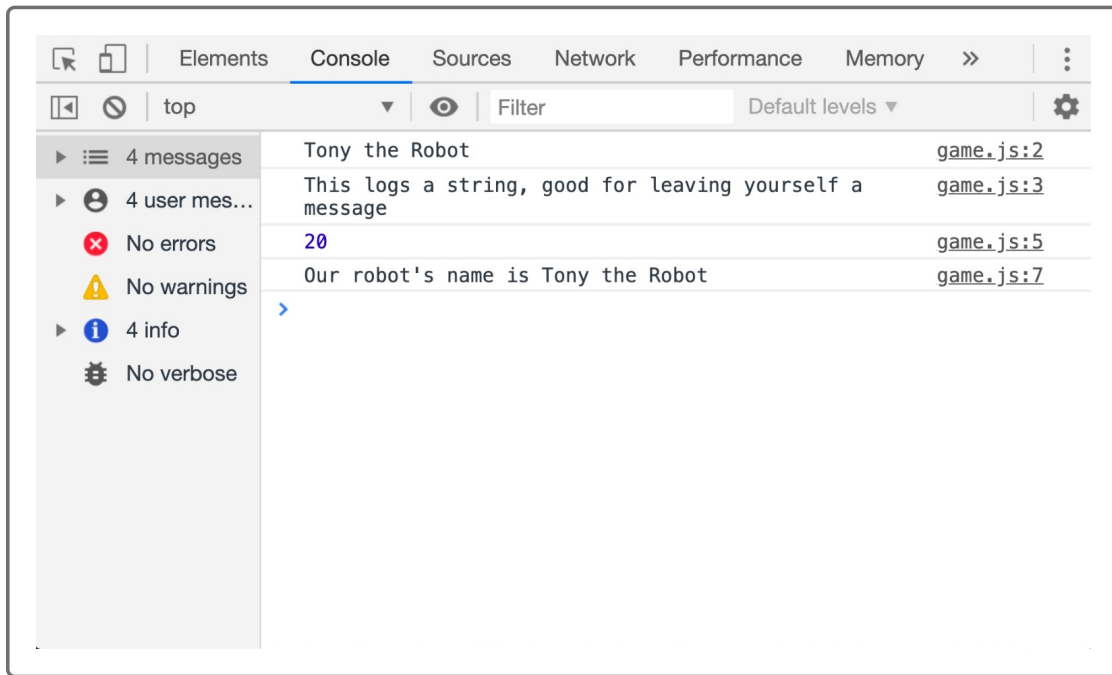 Elements Console Sources Network Performance Memory »
top Filter Default levels
4 messages
4 user mes...
No errors
No warnings
4 info
No verbose
Tony the Robot game.js:2
This logs a string, good for leaving yourself a game.js:3
message
20 game.js:5
Our robot's name is Tony the Robot game.js:7
>